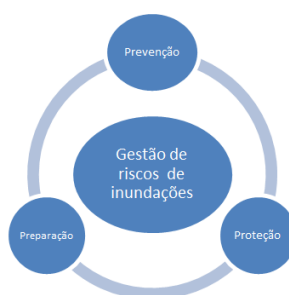 Prevenção
Gestão de
riscos de
inundações
Preparação
Proteção